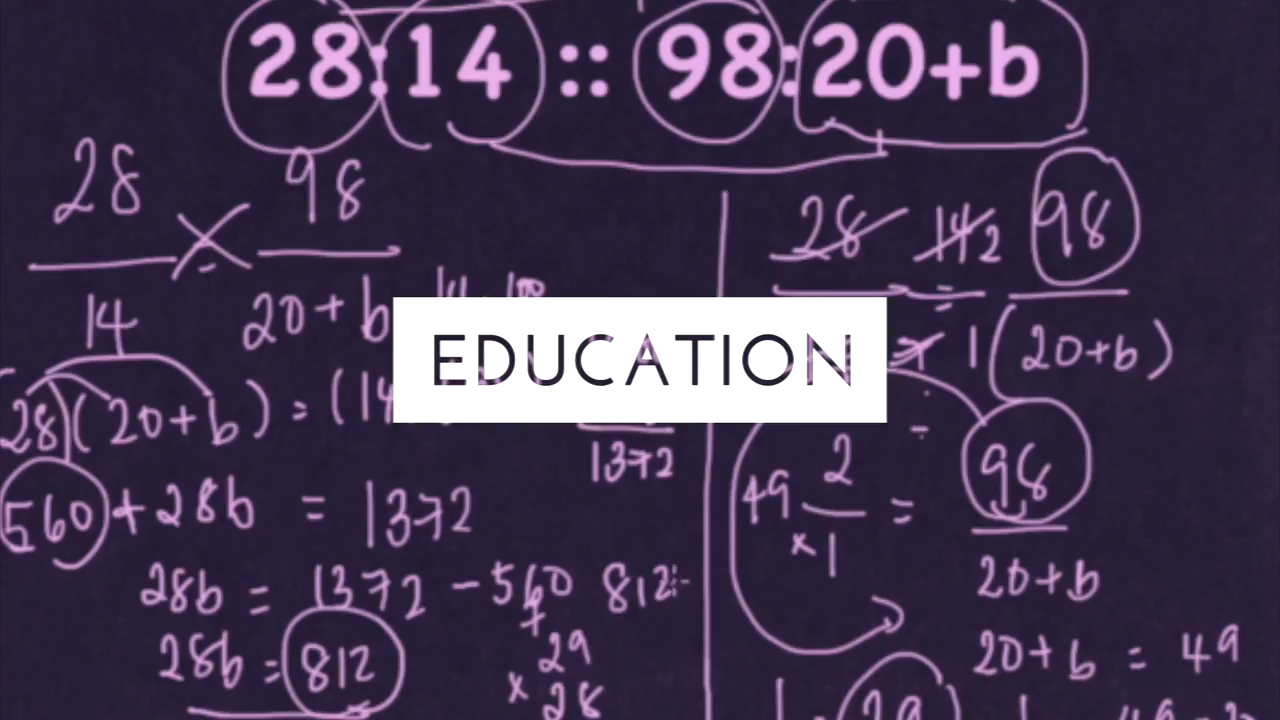 28:14 :: 98:20+b
28 98
14 20+b
28(20+b) = (14
1372
560 + 28b = 1372
28b = 1372 - 560 812
28b = 812
29
× 28
28 14 2 98
1 (20+b)
49 2 = 98
× 1 20+b
20+b = 49
29
EDUCATION